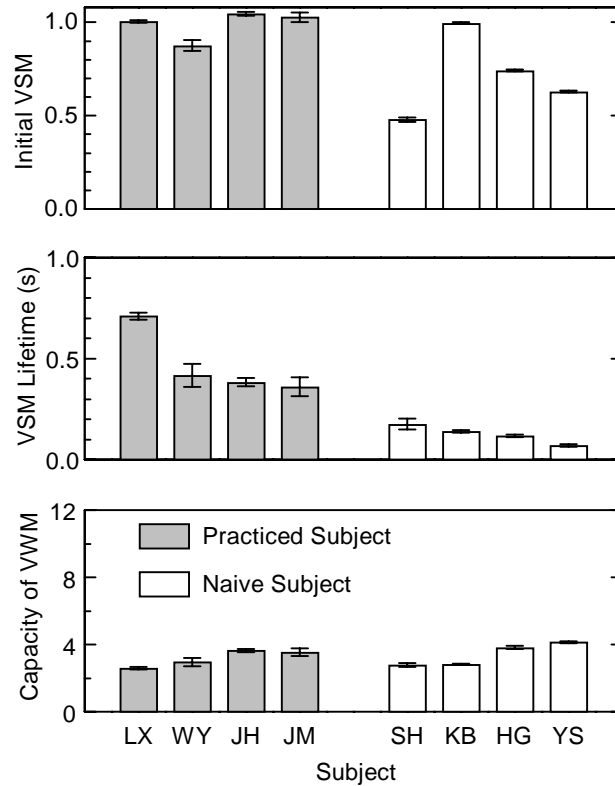 1.0
0.5
0.0
Initial VSM
1.0
0.5
0.0
VSM Lifetime (s)
12
8
4
0
Capacity of VWM
Practiced Subject
Naive Subject
LX WY JH JM SH KB HG YS
Subject